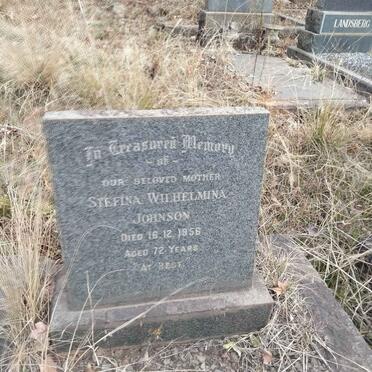 In Treasured Memory
- OF -
OUR BELOVED MOTHER
STEFINA WILHELMINA
JOHNSON
DIED 16.12.1956
AGED 72 YEARS
AT REST
LANDSBERG